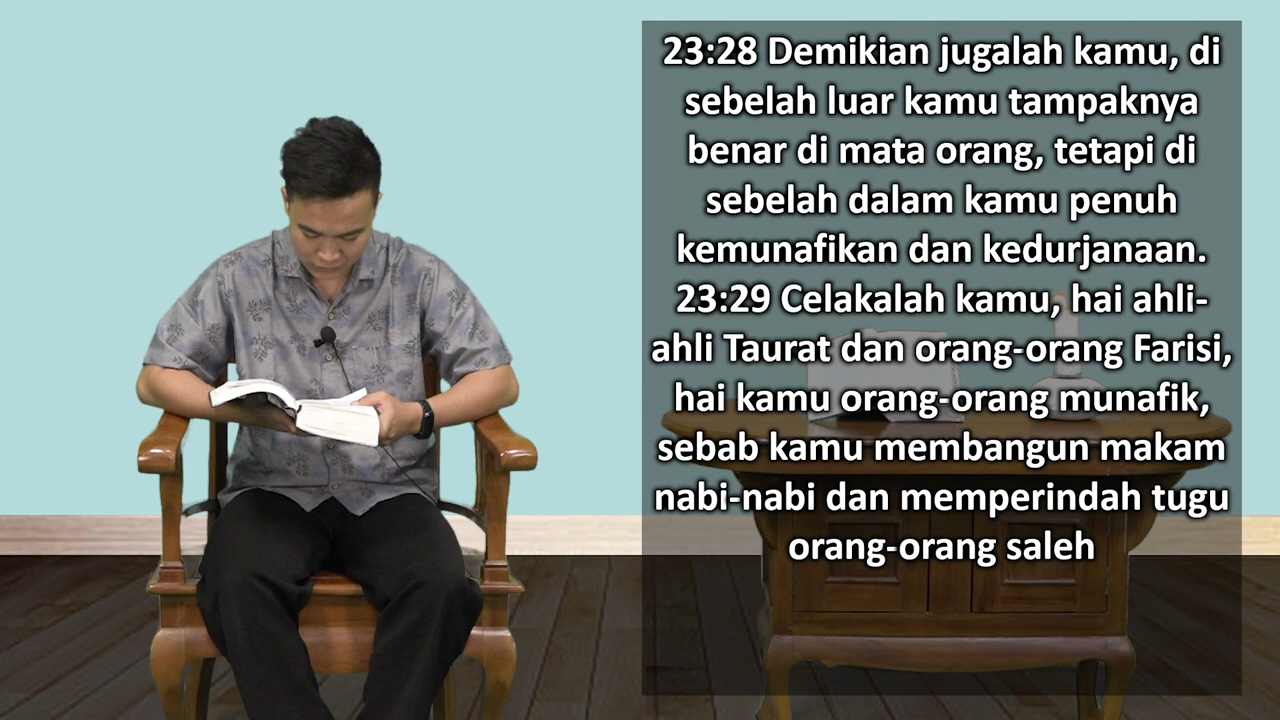 23:28 Demikian jugalah kamu, di
sebelah luar kamu tampaknya
benar di mata orang, tetapi di
sebelah dalam kamu penuh
kemunafikan dan kedurjanaan.
23:29 Celakalah kamu, hai ahli-
ahli Taurat dan orang-orang Farisi,
hai kamu orang-orang munafik,
sebab kamu membangun makam
nabi-nabi dan memperindah tugu
orang-orang saleh